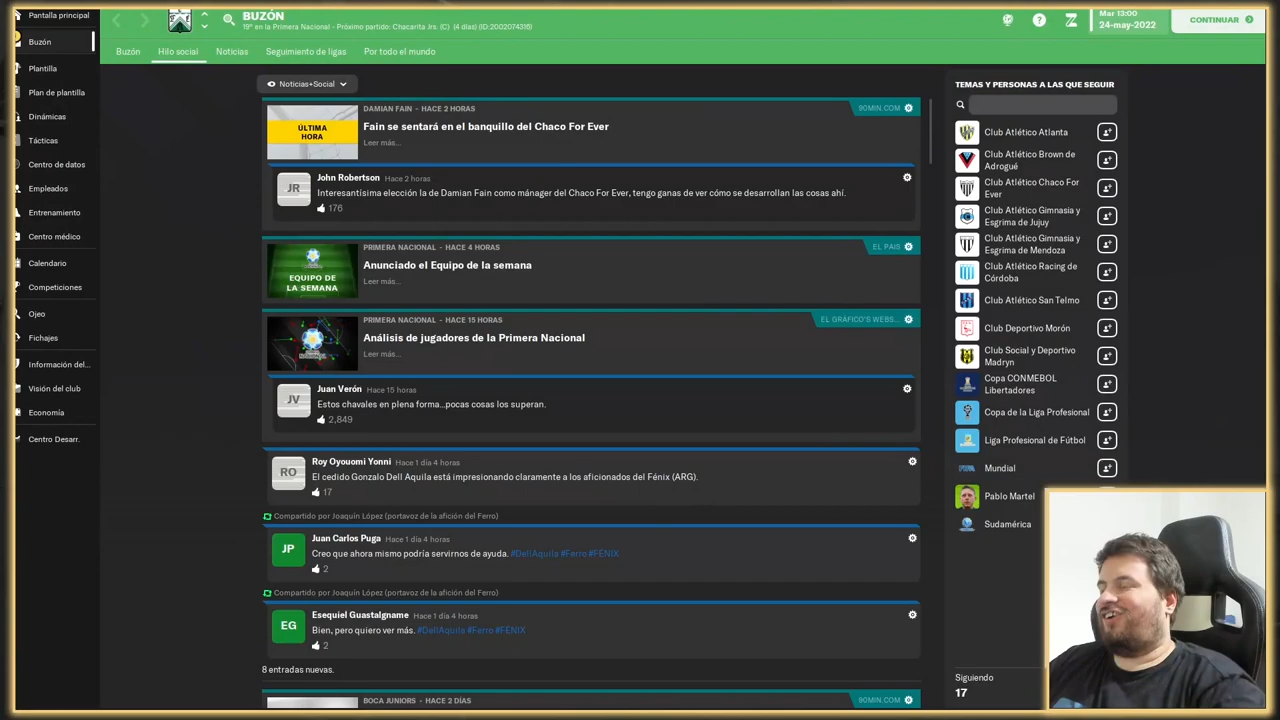 Pantalla principal
Buzón
Plantilla
Plan de plantilla
Dinámicas
Tácticas
Centro de datos
Empleados
Entrenamiento
Centro médico
Calendario
Competiciones
Ojeo
Fichajes
Información del...
Visión del club
Economía
Centro Desarr.
BUZÓN
19º en la Primera Nacional - Próximo partido: Chacarita Jrs. (C) (4 días) (ID:2002074316)
Mar 13:00
24-may-2022
CONTINUAR
Buzón
Hilo social
Noticias
Seguimiento de ligas
Por todo el mundo
Noticias+Social
DAMIAN FAIN - HACE 2 HORAS
90MIN.COM
ÚLTIMA
HORA
Fain se sentará en el banquillo del Chaco For Ever
Leer más...
JR
John Robertson Hace 2 horas
Interesantísima elección la de Damian Fain como mánager del Chaco For Ever, tengo ganas de ver cómo se desarrollan las cosas ahí.
176
PRIMERA NACIONAL - HACE 4 HORAS
EL PAIS
EQUIPO DE
LA SEMANA
Anunciado el Equipo de la semana
Leer más...
PRIMERA NACIONAL - HACE 15 HORAS
EL GRÁFICO'S WEBS...
Análisis de jugadores de la Primera Nacional
Leer más...
JV
Juan Verón Hace 15 horas
Estos chavales en plena forma...pocas cosas los superan.
2,849
RO
Roy Oyouomi Yonni Hace 1 día 4 horas
El cedido Gonzalo Dell Aquila está impresionando claramente a los aficionados del Fénix (ARG).
17
Compartido por Joaquín López (portavoz de la afición del Ferro)
JP
Juan Carlos Puga Hace 1 día 4 horas
Creo que ahora mismo podría servirnos de ayuda. #DellAquila #Ferro #FÉNIX
2
Compartido por Joaquín López (portavoz de la afición del Ferro)
EG
Esequiel Guastalgname Hace 1 día 4 horas
Bien, pero quiero ver más. #DellAquila #Ferro #FÉNIX
2
8 entradas nuevas.
BOCA JUNIORS - HACE 2 DÍAS
90MIN.COM
TEMAS Y PERSONAS A LAS QUE SEGUIR
Club Atlético Atlanta
Club Atlético Brown de
Adrogué
Club Atlético Chaco For
Ever
Club Atlético Gimnasia y
Esgrima de Jujuy
Club Atlético Gimnasia y
Esgrima de Mendoza
Club Atlético Racing de
Córdoba
Club Atlético San Telmo
Club Deportivo Morón
Club Social y Deportivo
Madryn
Copa CONMEBOL
Libertadores
Copa de la Liga Profesional
Liga Profesional de Fútbol
FIFA
Mundial
Pablo Martel
Sudamérica
Siguiendo
17